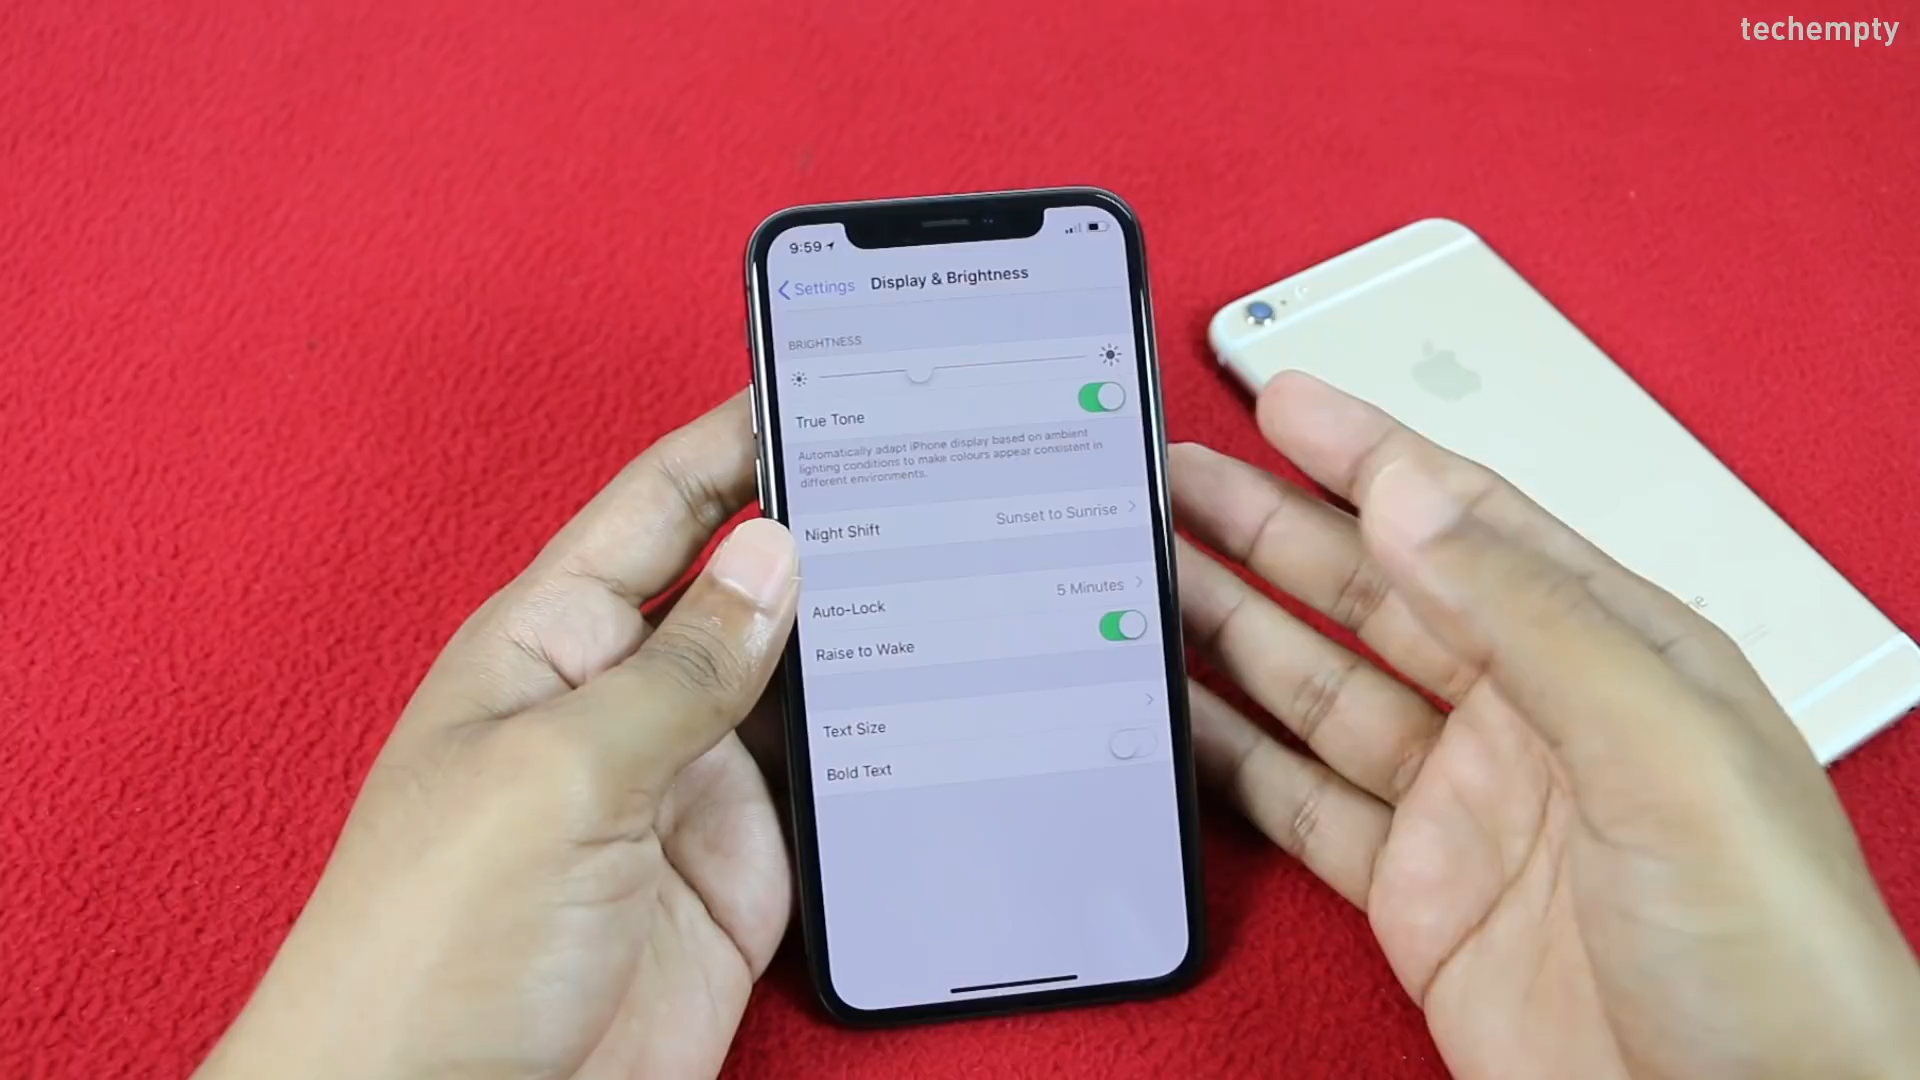 techempty
9:59
Settings Display & Brightness
BRIGHTNESS
True Tone
Automatically adapt iPhone display based on ambient
lighting conditions to make colours appear consistent in
different environments.
Night Shift Sunset to Sunrise
Auto-Lock 5 Minutes
Raise to Wake
Text Size
Bold Text